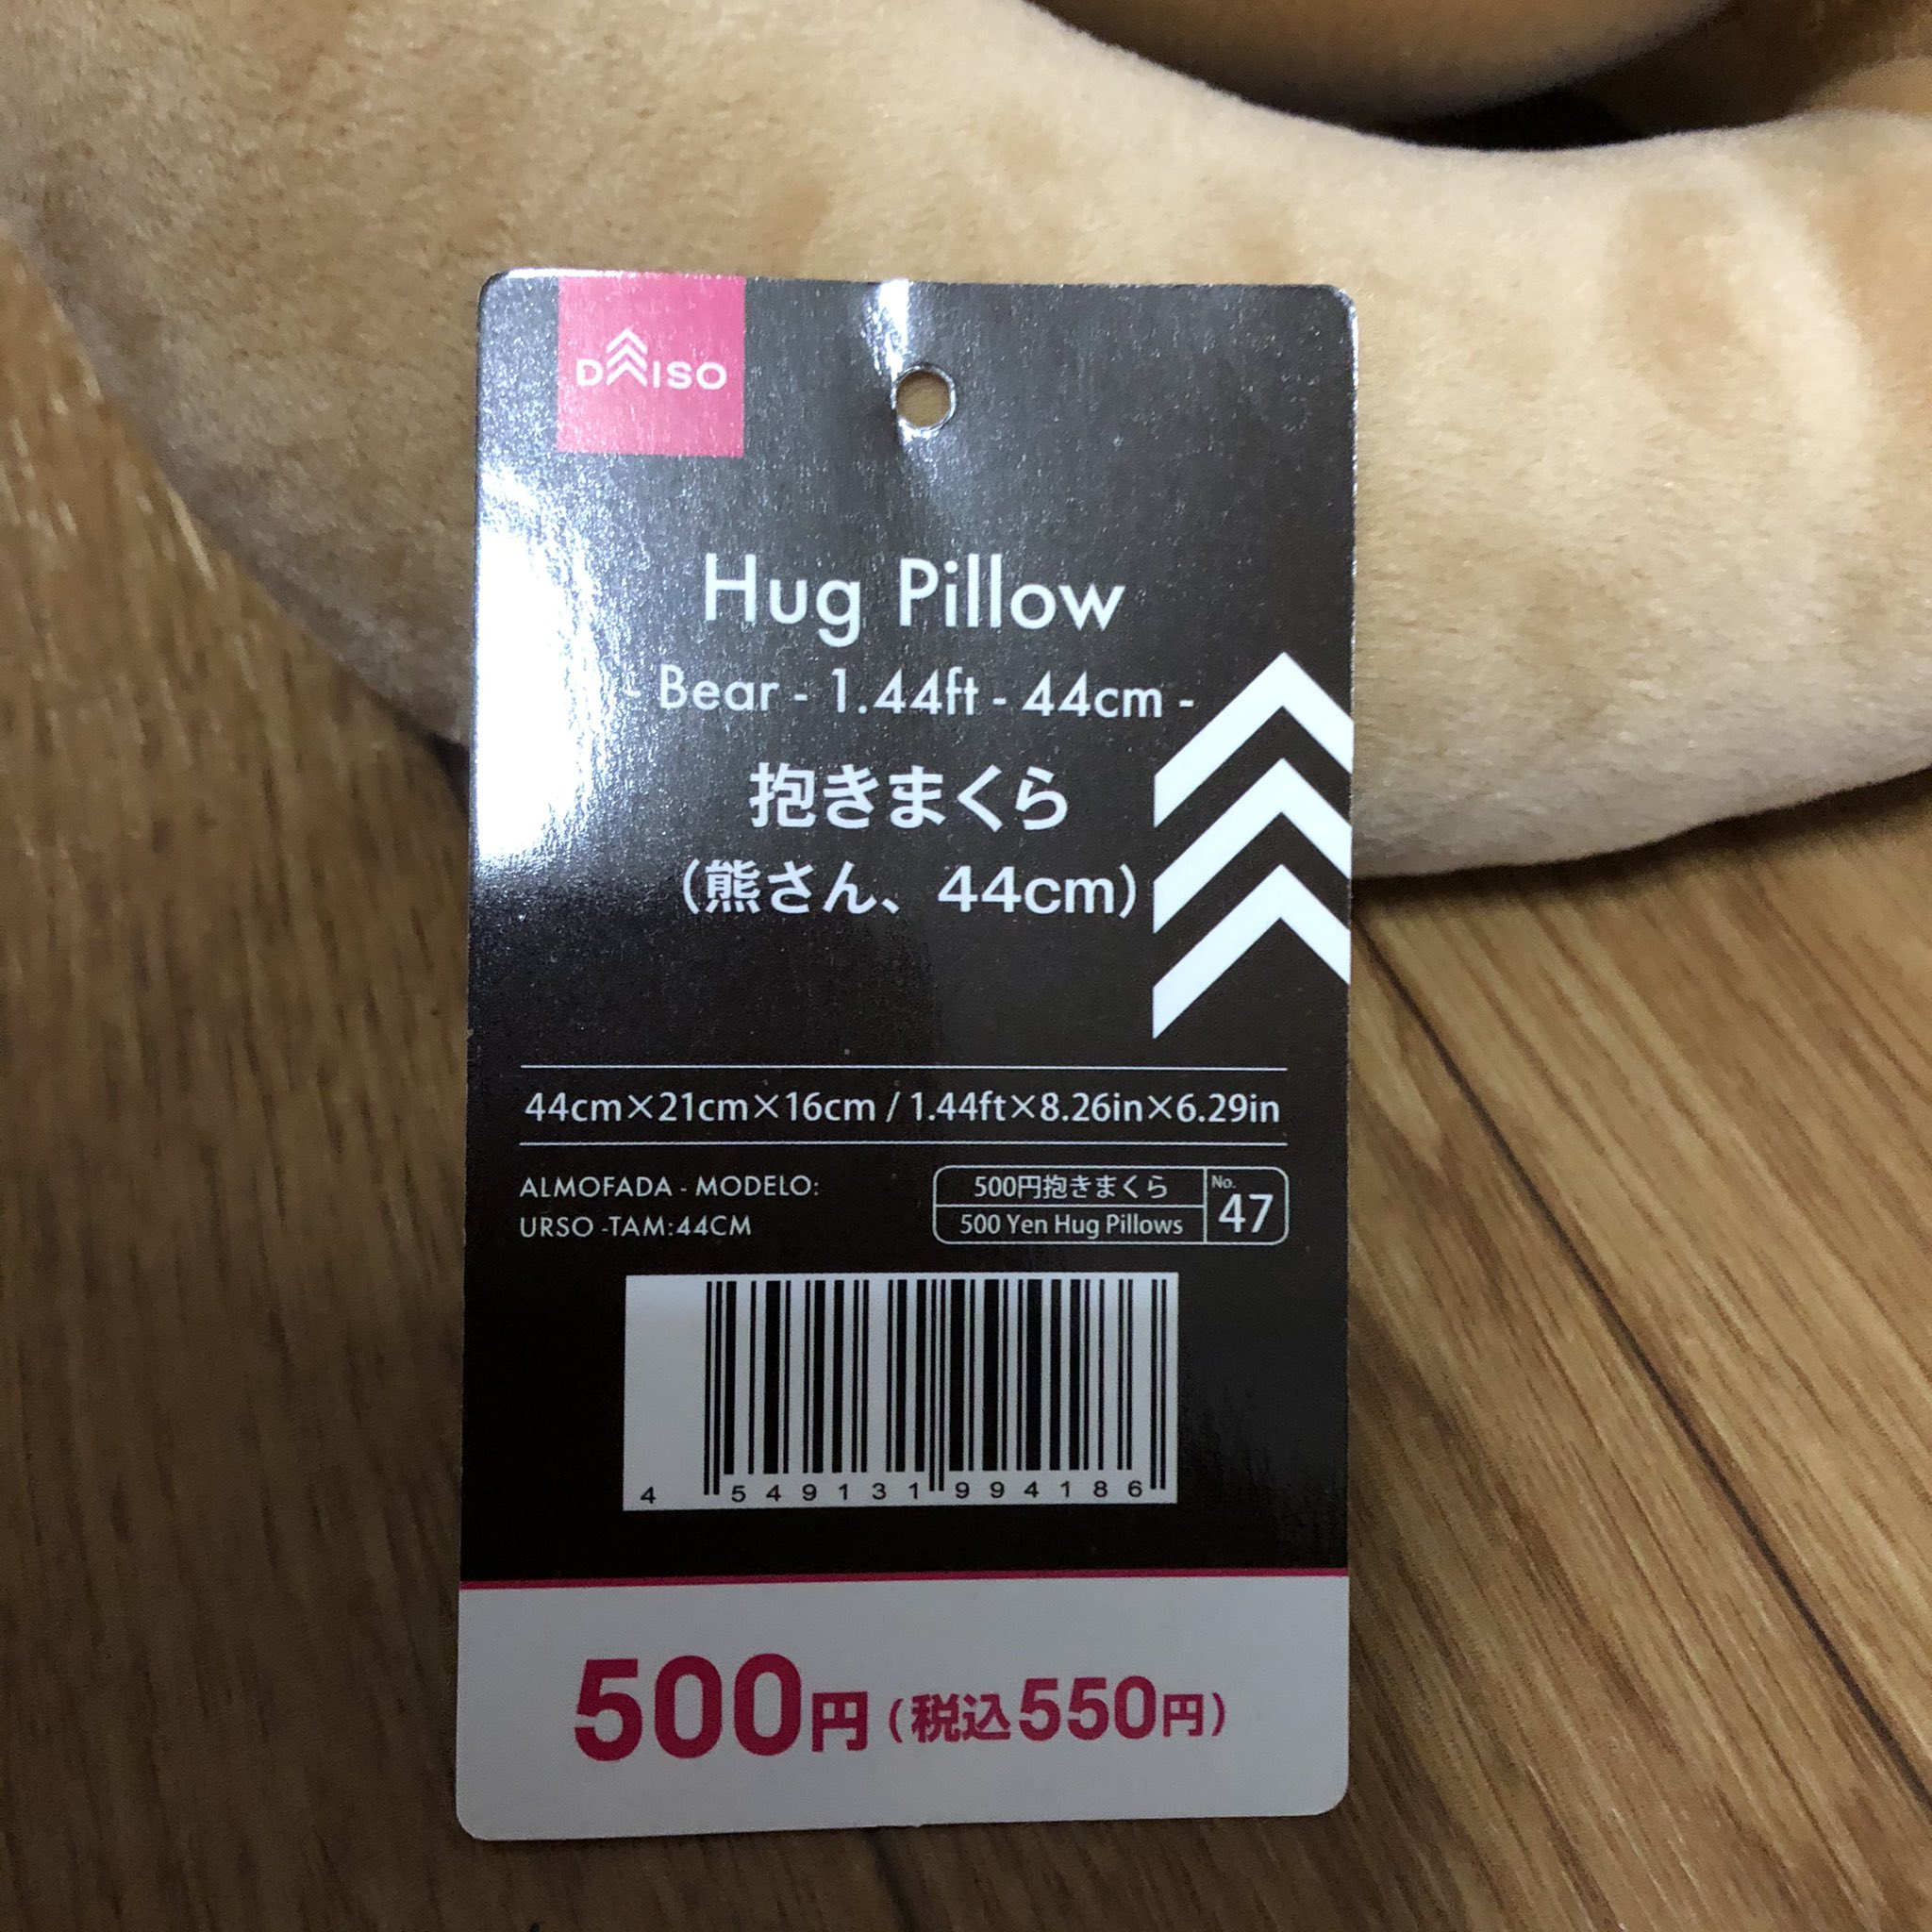 DAISO
Hug Pillow
- Bear - 1.44ft - 44cm -
抱きまくら
（熊さん、44cm）
44cm×21cm×16cm / 1.44ft×8.26in×6.29in
ALMOFADA - MODELO:
URSO -TAM:44CM
500円抱きまくら
500 Yen Hug Pillows
No.
47
4 549131 994186
500円（税込550円）